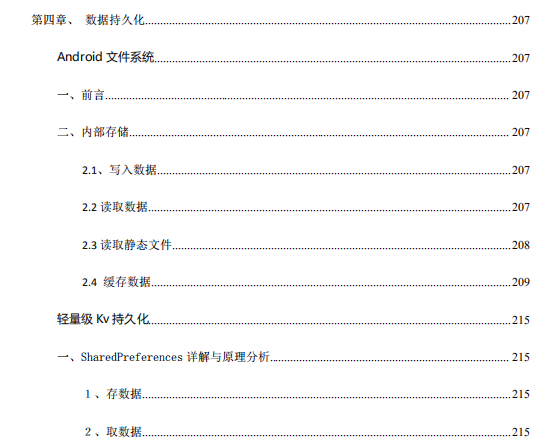 第四章、 数据持久化........207
Android 文件系统........207
一、前言........207
二、内部存储........207
2.1、写入数据........207
2.2 读取数据........207
2.3 读取静态文件........208
2.4 缓存数据........209
轻量级 Kv 持久化........215
一、SharedPreferences 详解与原理分析........215
１、存数据........215
２、取数据........215